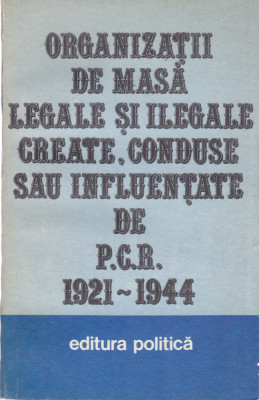 ORGANIZAȚII
DE MASĂ
LEGALE ȘI ILEGALE
CREATE, CONDUSE
SAU INFLUENȚATE
DE
P.C.R.
1921~1944
editura politică